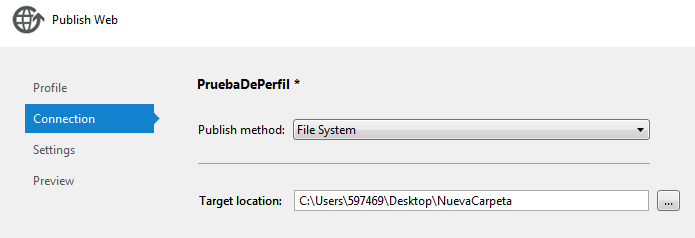 Publish Web
Profile
Connection
Settings
Preview
PruebaDePerfil *
Publish method: File System
Target location: C:\Users\597469\Desktop\NuevaCarpeta ...